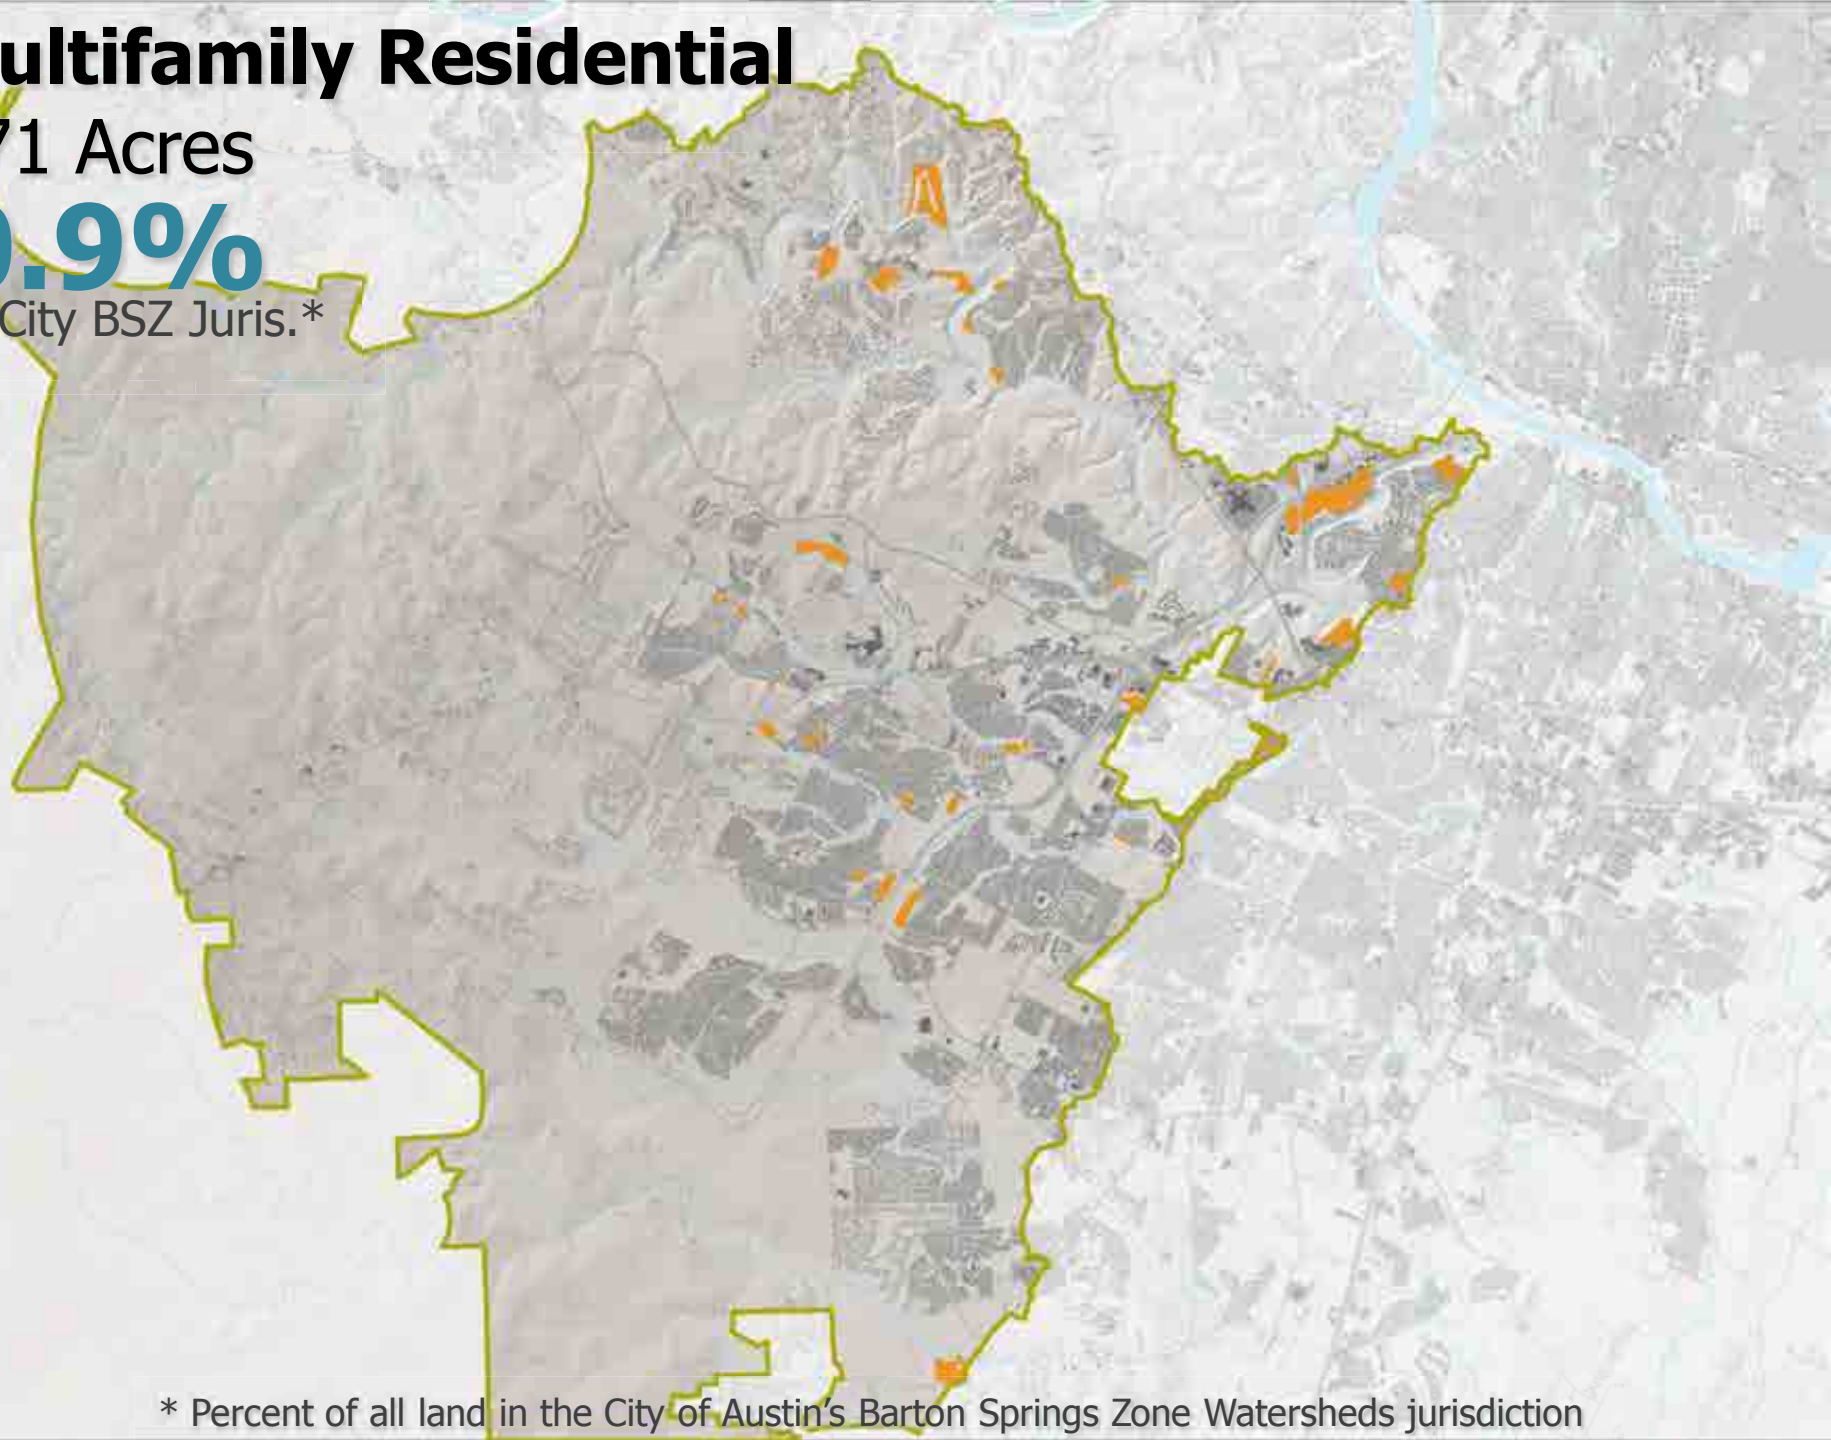 ultifamily Residential
71 Acres
0.9%
City BSZ Juris.*
* Percent of all land in the City of Austin’s Barton Springs Zone Watersheds jurisdiction